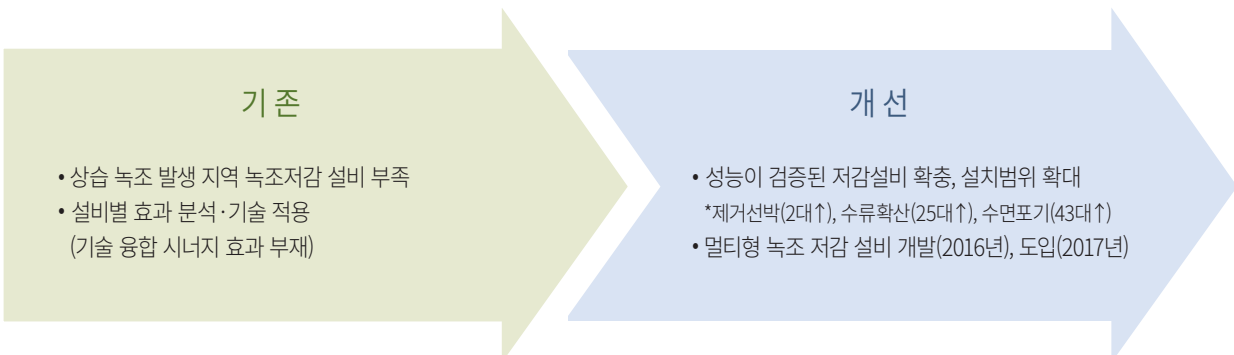 기 존
• 상습 녹조 발생 지역 녹조저감 설비 부족
• 설비별 효과 분석·기술 적용
(기술 융합 시너지 효과 부재)
개 선
• 성능이 검증된 저감설비 확충, 설치범위 확대
*제거선박(2대↑), 수류확산(25대↑), 수면포기(43대↑)
• 멀티형 녹조 저감 설비 개발(2016년), 도입(2017년)